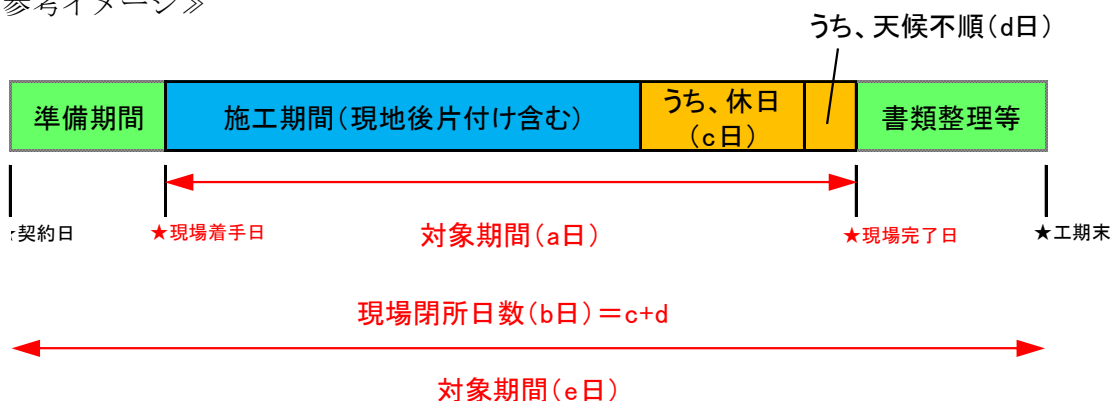 参考イメージ≫
うち、天候不順(d日)
準備期間
施工期間(現地後片付け含む)
うち、休日
(c日)
書類整理等
契約日
★現場着手日
対象期間(a日)
★現場完了日
★工期末
現場閉所日数(b日)=c+d
対象期間(e日)